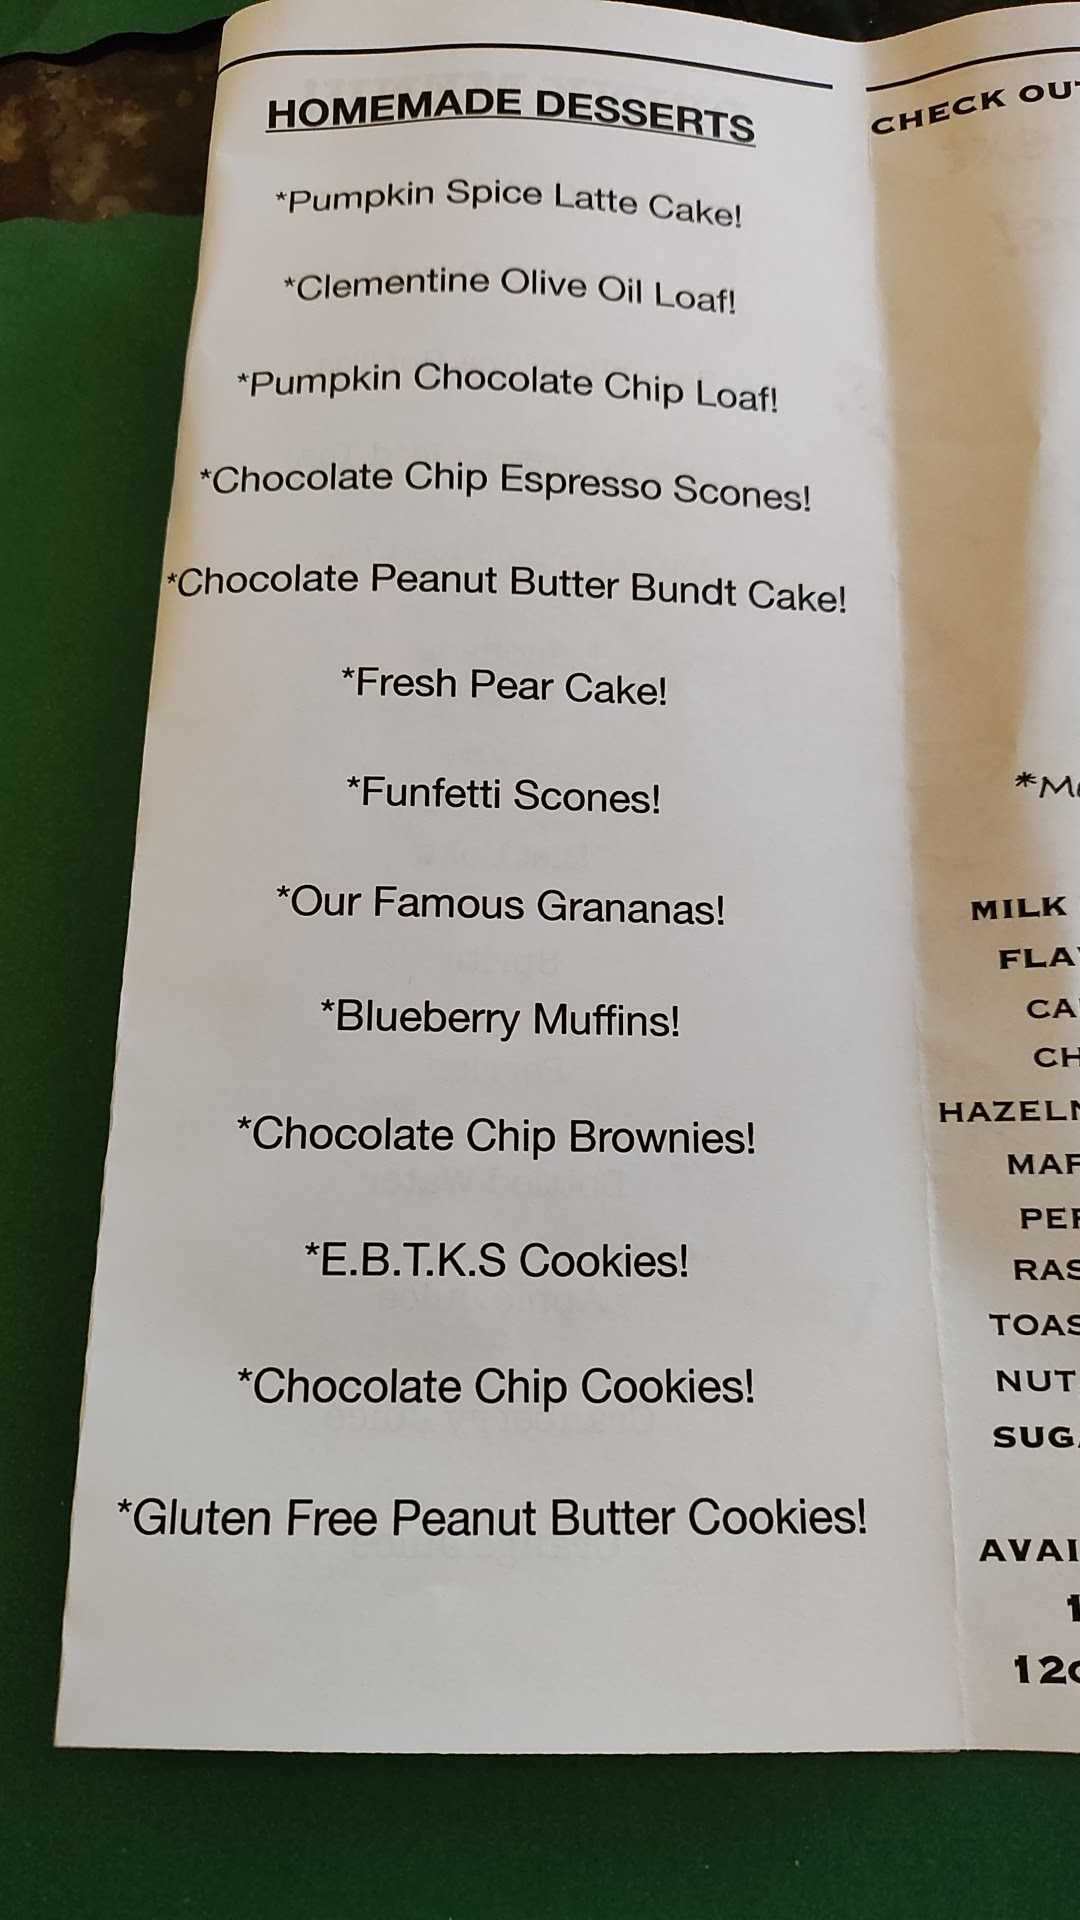 HOMEMADE DESSERTS
*Pumpkin Spice Latte Cake!
*Clementine Olive Oil Loaf!
*Pumpkin Chocolate Chip Loaf!
*Chocolate Chip Espresso Scones!
*Chocolate Peanut Butter Bundt Cake!
*Fresh Pear Cake!
*Funfetti Scones!
*Our Famous Grananas!
*Blueberry Muffins!
*Chocolate Chip Brownies!
*E.B.T.K.S Cookies!
*Chocolate Chip Cookies!
*Gluten Free Peanut Butter Cookies!
CHECK
MILK
NUT